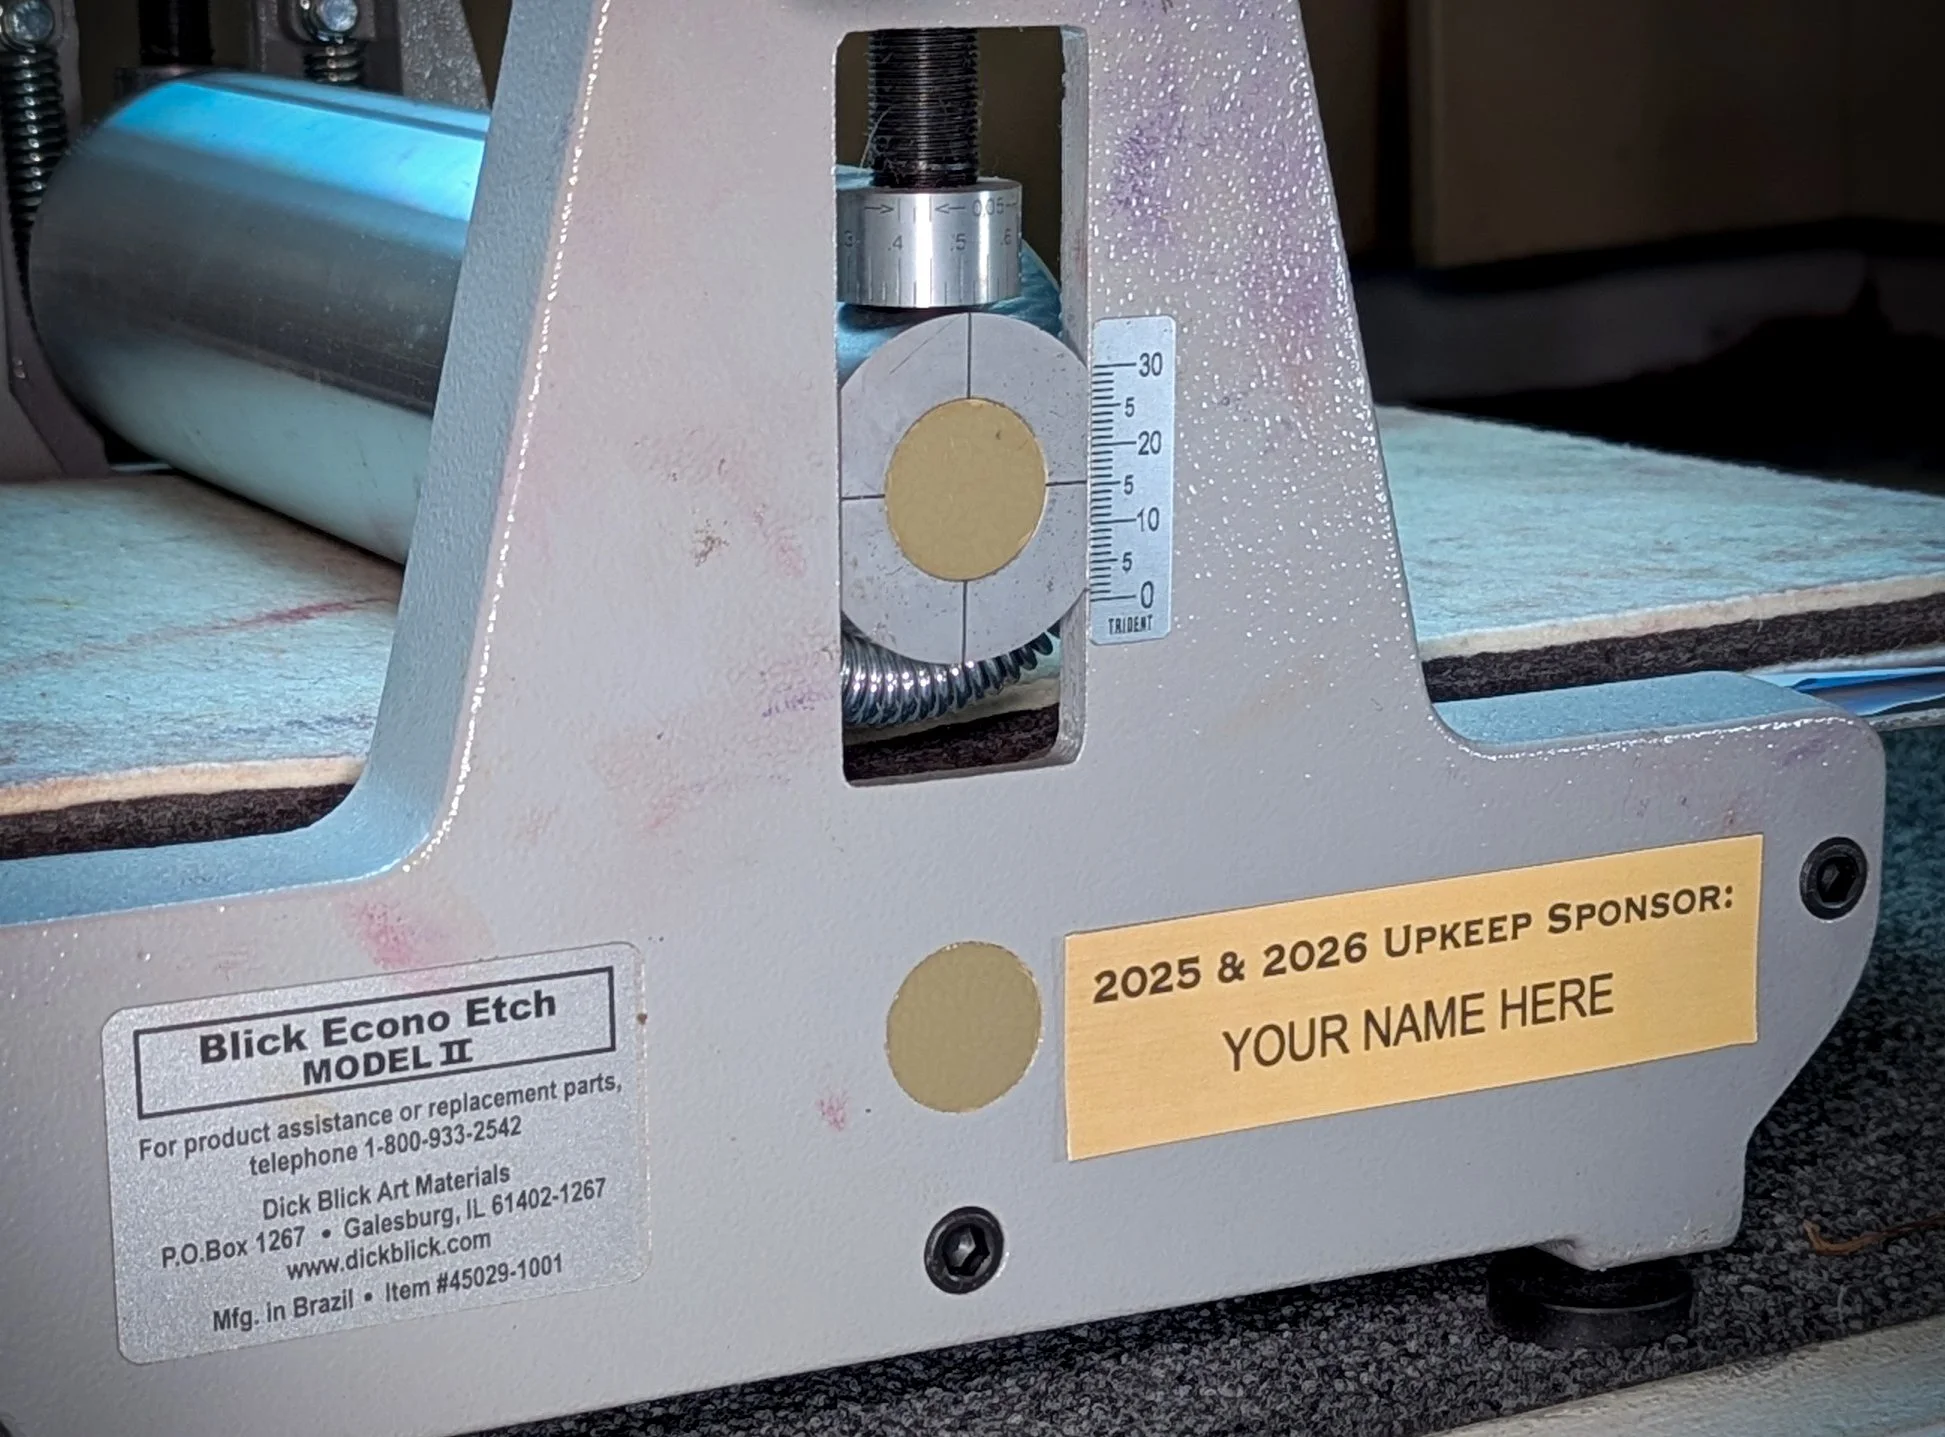 0.05
.3 .4 .5 .6
30
5
20
5
10
5
0
TRIDENT
2025 & 2026 UPKEEP SPONSOR:
YOUR NAME HERE
Blick Econo Etch
MODEL II
For product assistance or replacement parts,
telephone 1-800-933-2542
Dick Blick Art Materials
P.O.Box 1267 • Galesburg, IL 61402-1267
www.dickblick.com
Mfg. in Brazil • Item #45029-1001